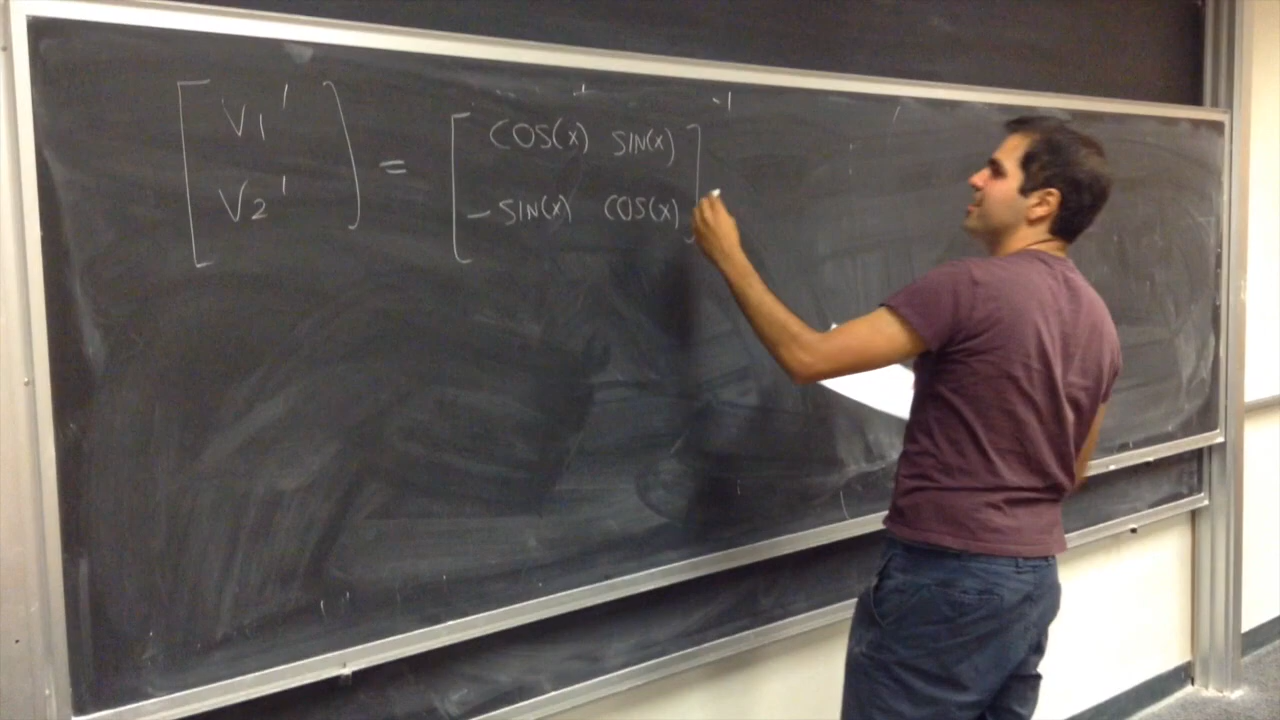 V1' = COS(x) SIN(x)
V2' -SIN(x) COS(x)